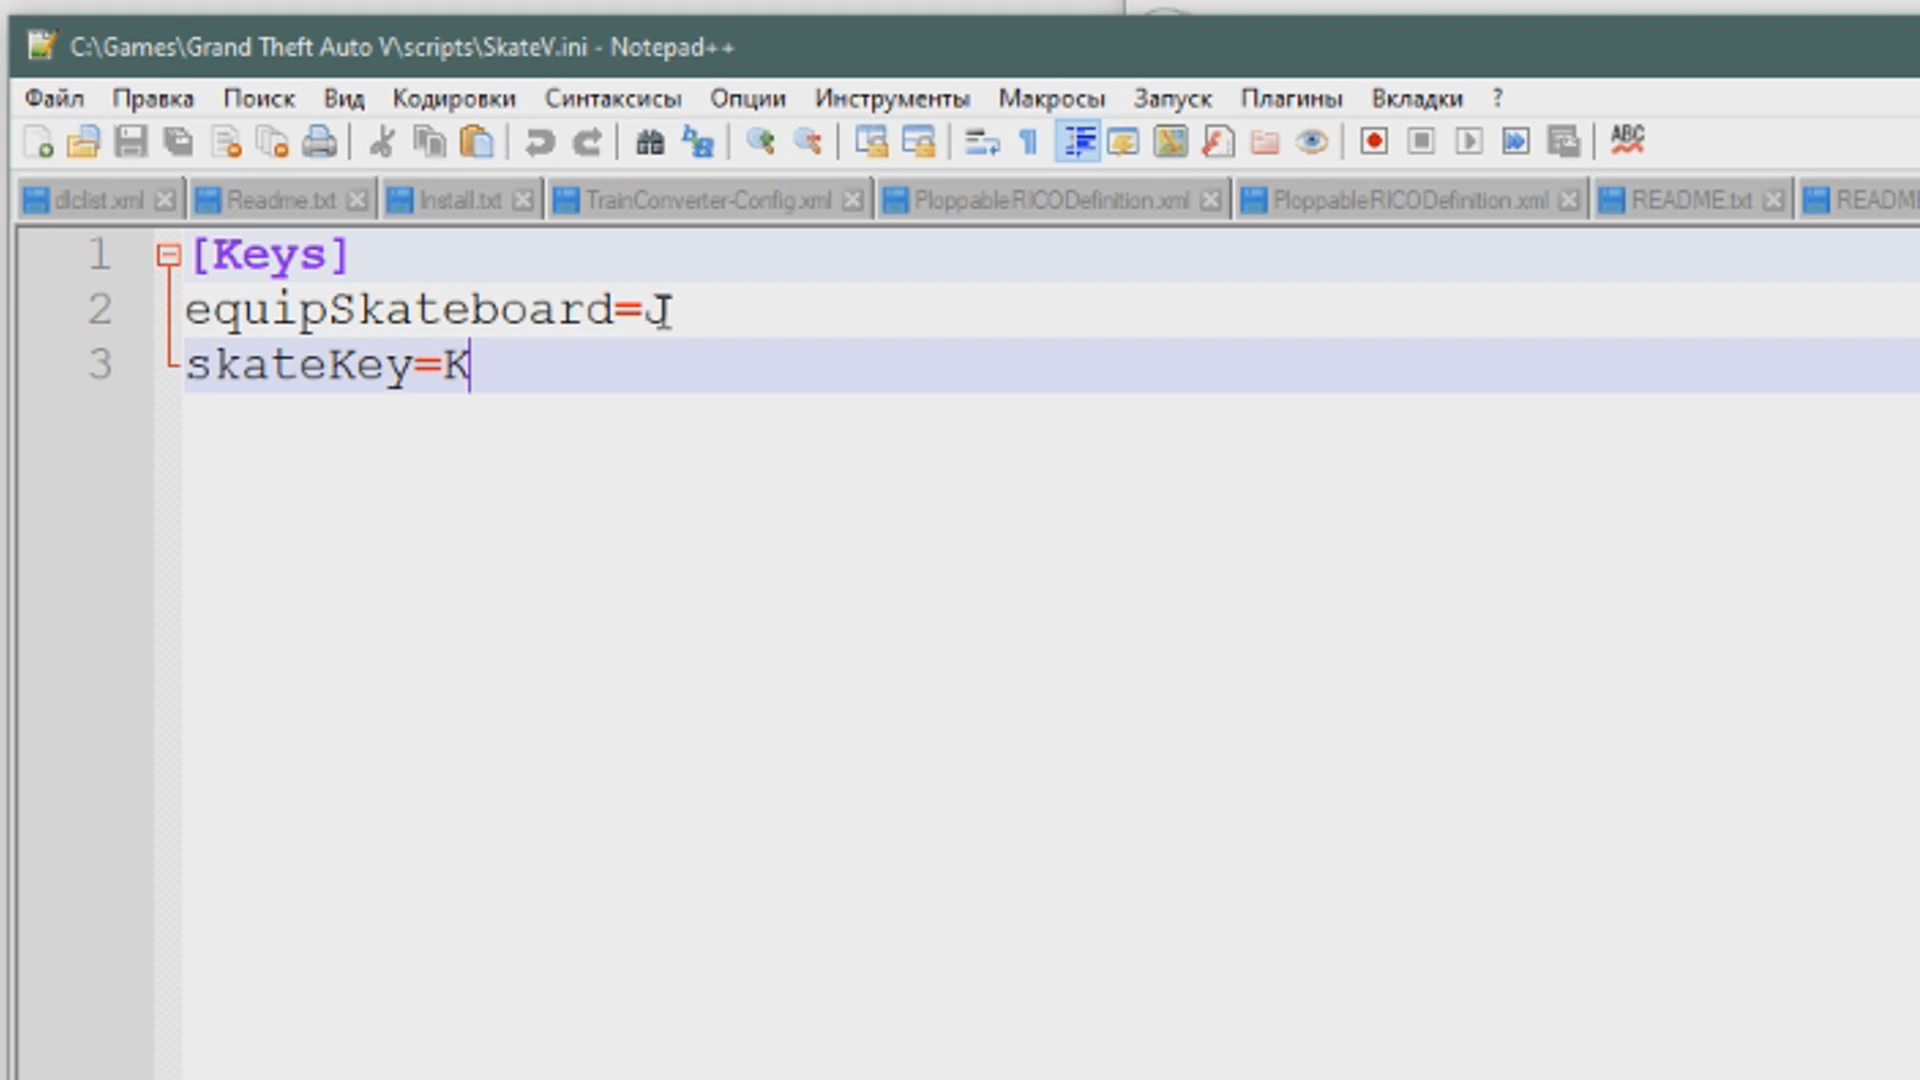 C:\Games\Grand Theft Auto V\scripts\SkateV.ini - Notepad++
Файл Правка Поиск Вид Кодировки Синтаксисы Опции Инструменты Макросы Запуск Плагины Вкладки ?
ABC
dlclist.xml Readme.txt Install.txt TrainConverter-Config.xml PloppableRICODefinition.xml PloppableRICODefinition.xml README.txt README
1 [Keys]
2 equipSkateboard=J
3 skateKey=K